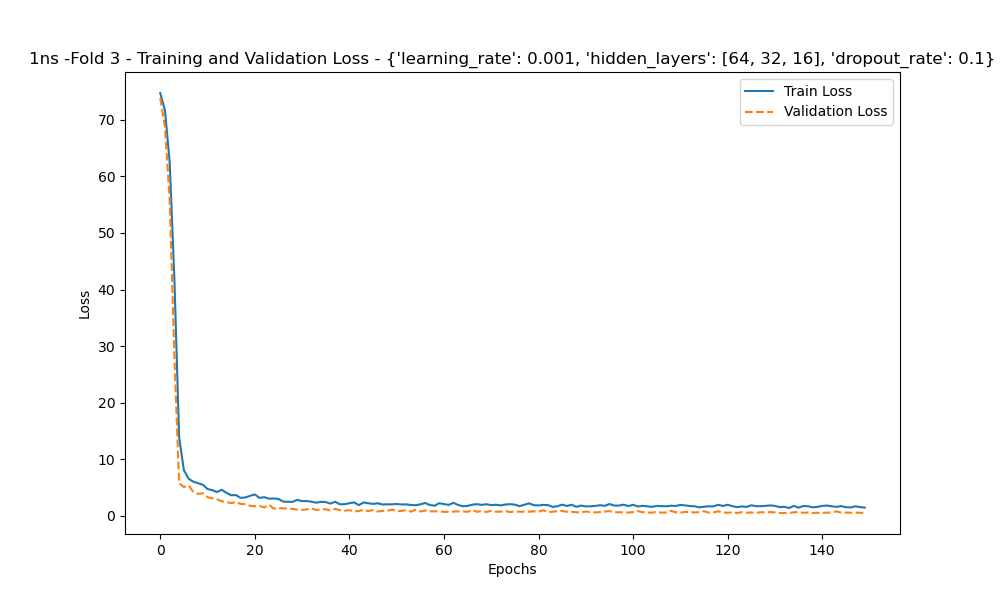 1ns -Fold 3 - Training and Validation Loss - {'learning_rate': 0.001, 'hidden_layers': [64, 32, 16], 'dropout_rate': 0.1}
Train Loss
Validation Loss
70
60
50
40
30
20
10
0
Loss
0 20 40 60 80 100 120 140
Epochs